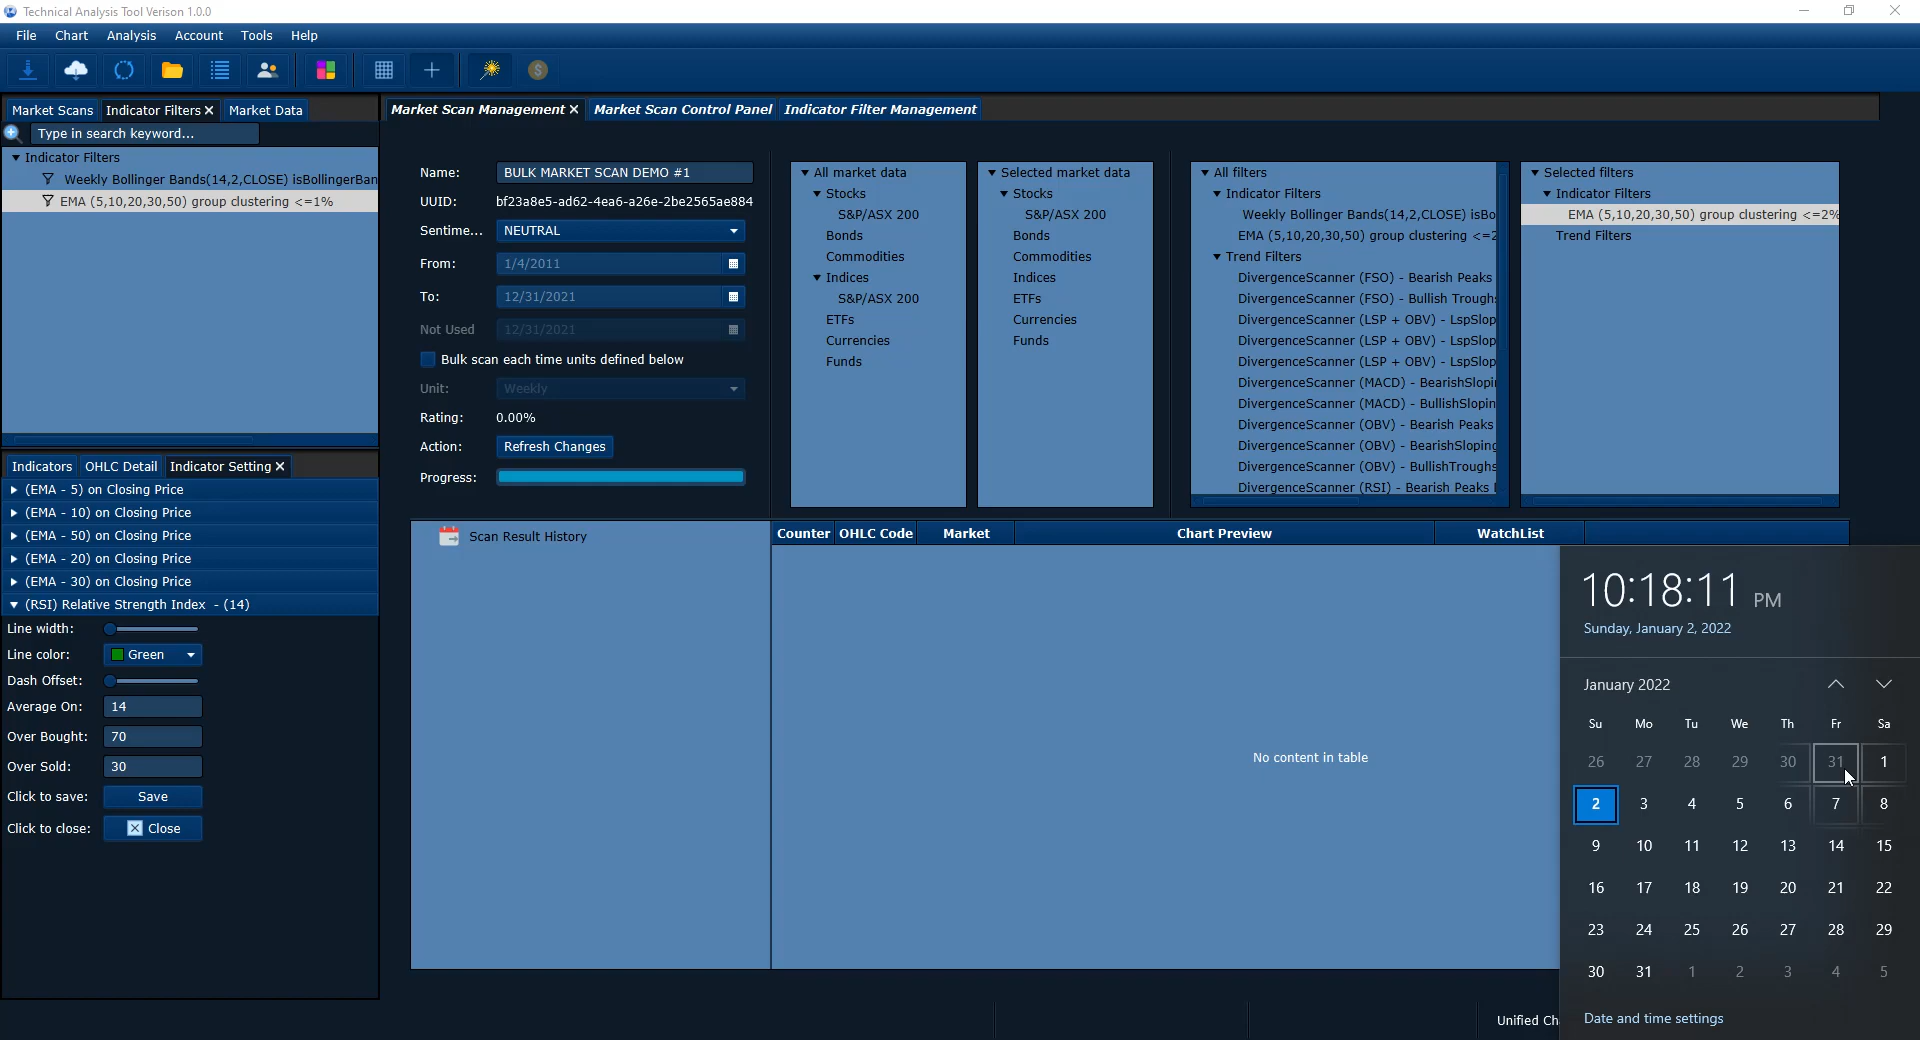 Technical Analysis Tool Verison 1.0.0
File Chart Analysis Account Tools Help
Market Scans Indicator Filters Market Data
Type in search keyword...
Indicator Filters
Weekly Bollinger Bands(14,2,CLOSE) isBollingerBan
EMA (5,10,20,30,50) group clustering <=1%
Indicators OHLC Detail Indicator Setting
(EMA - 5) on Closing Price
(EMA - 10) on Closing Price
(EMA - 50) on Closing Price
(EMA - 20) on Closing Price
(EMA - 30) on Closing Price
(RSI) Relative Strength Index - (14)
Line width:
Line color: Green
Dash Offset:
Average On: 14
Over Bought: 70
Over Sold: 30
Click to save: Save
Click to close: Close
Market Scan Management Market Scan Control Panel Indicator Filter Management
Name: BULK MARKET SCAN DEMO #1
UUID: bf23a8e5-ad62-4ea6-a26e-2be2565ae884
Sentime... NEUTRAL
From: 1/4/2011
To: 12/31/2021
Not Used 12/31/2021
Bulk scan each time units defined below
Unit: Weekly
Rating: 0.00%
Action: Refresh Changes
Progress:
All market data
Stocks
S&P/ASX 200
Bonds
Commodities
Indices
S&P/ASX 200
ETFs
Currencies
Funds
Selected market data
Stocks
S&P/ASX 200
Bonds
Commodities
Indices
ETFs
Currencies
Funds
All filters
Indicator Filters
Weekly Bollinger Bands(14,2,CLOSE) isBo
EMA (5,10,20,30,50) group clustering <=2
Trend Filters
DivergenceScanner (FSO) - Bearish Peaks
DivergenceScanner (FSO) - Bullish Trough
DivergenceScanner (LSP + OBV) - LspSlop
DivergenceScanner (LSP + OBV) - LspSlop
DivergenceScanner (LSP + OBV) - LspSlop
DivergenceScanner (MACD) - BearishSlopi
DivergenceScanner (MACD) - BullishSlopin
DivergenceScanner (OBV) - Bearish Peaks
DivergenceScanner (OBV) - BearishSloping
DivergenceScanner (OBV) - BullishTroughs
DivergenceScanner (RSI) - Bearish Peaks
Selected filters
Indicator Filters
EMA (5,10,20,30,50) group clustering <=2%
Trend Filters
Scan Result History
Counter OHLC Code Market Chart Preview WatchList
No content in table
Unified Ch
10:18:11 PM
Sunday, January 2, 2022
January 2022
Su Mo Tu We Th Fr Sa
26 27 28 29 30 31 1
2 3 4 5 6 7 8
9 10 11 12 13 14 15
16 17 18 19 20 21 22
23 24 25 26 27 28 29
30 31 1 2 3 4 5
Date and time settings